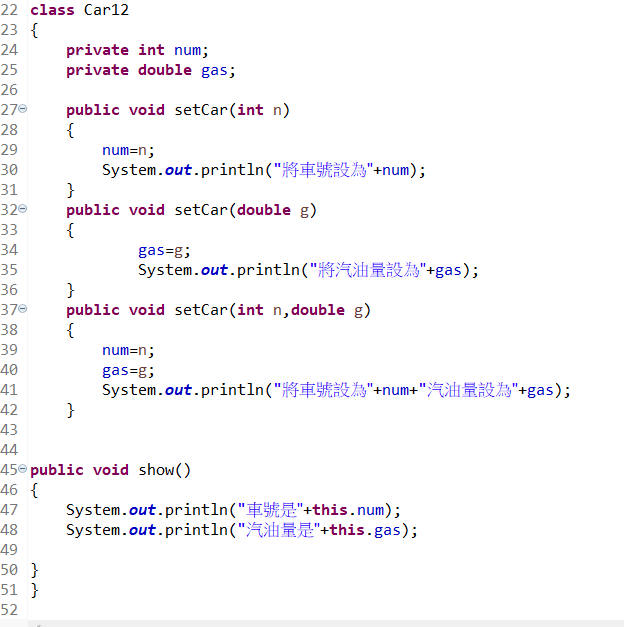 22 class Car12
23 {
24     private int num;
25     private double gas;
26
27     public void setCar(int n)
28     {
29         num=n;
30         System.out.println("將車號設為"+num);
31     }
32     public void setCar(double g)
33     {
34             gas=g;
35             System.out.println("將汽油量設為"+gas);
36     }
37     public void setCar(int n,double g)
38     {
39         num=n;
40         gas=g;
41         System.out.println("將車號設為"+num+"汽油量設為"+gas);
42     }
43
44
45 public void show()
46 {
47     System.out.println("車號是"+this.num);
48     System.out.println("汽油量是"+this.gas);
49
50 }
51 }
52